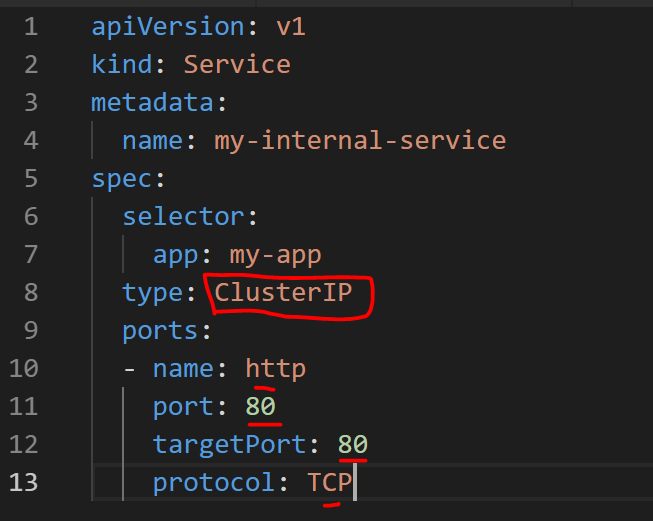 1 apiVersion: v1
2 kind: Service
3 metadata:
4   name: my-internal-service
5 spec:
6   selector:
7     app: my-app
8   type: ClusterIP
9   ports:
10   - name: http
11     port: 80
12     targetPort: 80
13     protocol: TCP